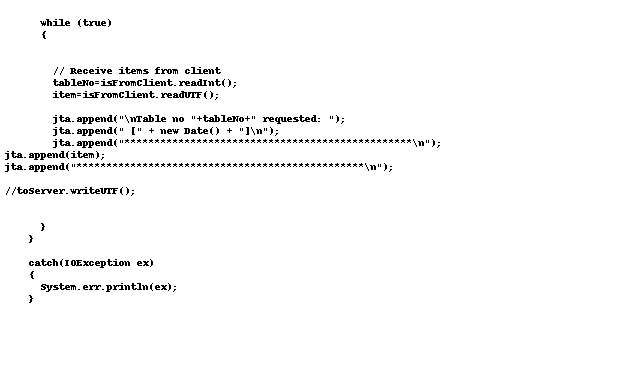 while (true)
{
// Receive items from client
tableNo=isFromClient.readInt();
item=isFromClient.readUTF();
jta.append("\nTable no "+tableNo+" requested: ");
jta.append(" [" + new Date() + "]\n");
jta.append("************************************************\n");
jta.append(item);
jta.append("************************************************\n");
//toServer.writeUTF();
}
}
catch(IOException ex)
{
System.err.println(ex);
}